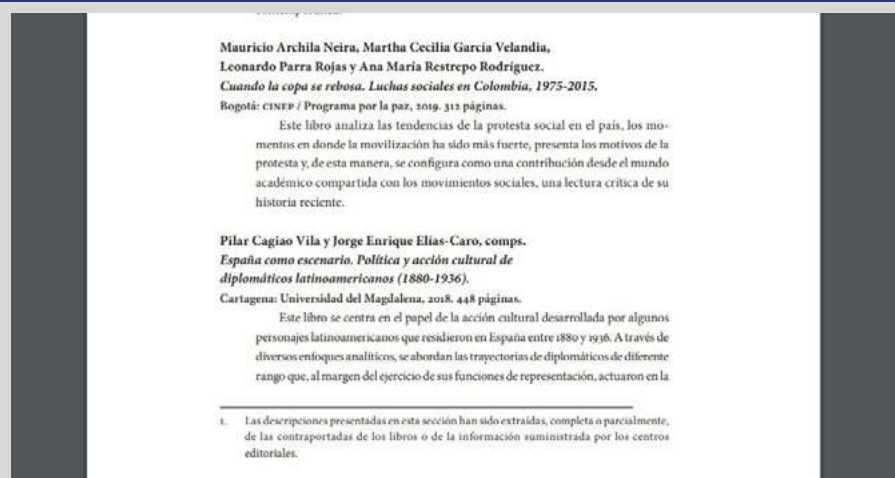 Mauricio Archila Neira, Martha Cecilia García Velandia,
Leonardo Parra Rojas y Ana María Restrepo Rodríguez.
Cuando la copa se rebosa. Luchas sociales en Colombia, 1975-2015.
Bogotá: CINEP / Programa por la paz, 2019. 312 páginas.
Este libro analiza las tendencias de la protesta social en el país, los mo-
mentos en donde la movilización ha sido más fuerte, presenta los motivos de la
protesta y, de esta manera, se configura como una contribución desde el mundo
académico compartida con los movimientos sociales, una lectura crítica de su
historia reciente.
Pilar Cagiao Vila y Jorge Enrique Elías-Caro, comps.
España como escenario. Política y acción cultural de
diplomáticos latinoamericanos (1880-1936).
Cartagena: Universidad del Magdalena, 2018. 448 páginas.
Este libro se centra en el papel de la acción cultural desarrollada por algunos
personajes latinoamericanos que residieron en España entre 1880 y 1936. A través de
diversos enfoques analíticos, se abordan las trayectorias de diplomáticos de diferente
rango que, al margen del ejercicio de sus funciones de representación, actuaron en la
1. Las descripciones presentadas en esta sección han sido extraídas, completa o parcialmente,
de las contraportadas de los libros o de la información suministrada por los centros
editoriales.